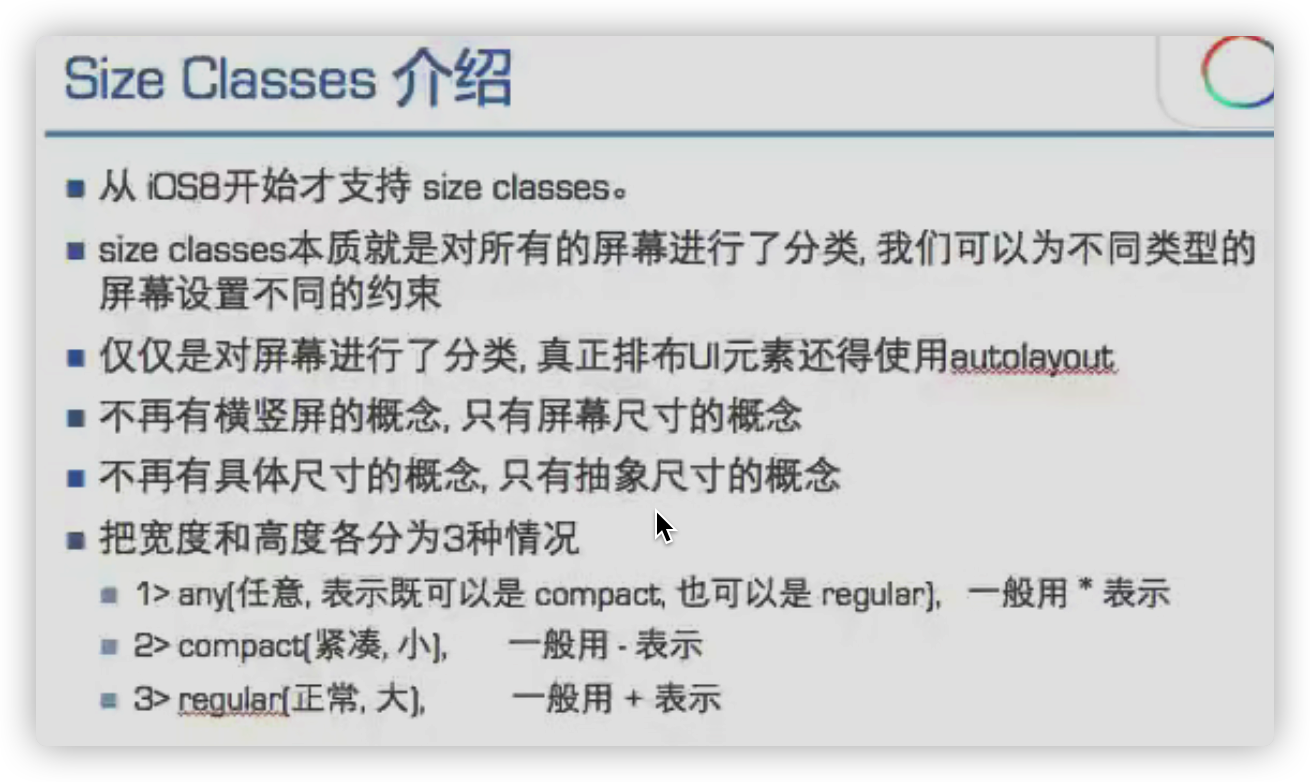 Size Classes 介绍
从 iOS8开始才支持 size classes。
size classes本质就是对所有的屏幕进行了分类, 我们可以为不同类型的
屏幕设置不同的约束
仅仅是对屏幕进行了分类, 真正排布UI元素还得使用autolayout
不再有横竖屏的概念, 只有屏幕尺寸的概念
不再有具体尺寸的概念, 只有抽象尺寸的概念
把宽度和高度各分为3种情况
1> any(任意, 表示既可以是 compact, 也可以是 regular), 一般用 * 表示
2> compact(紧凑, 小), 一般用 - 表示
3> regular(正常, 大), 一般用 + 表示